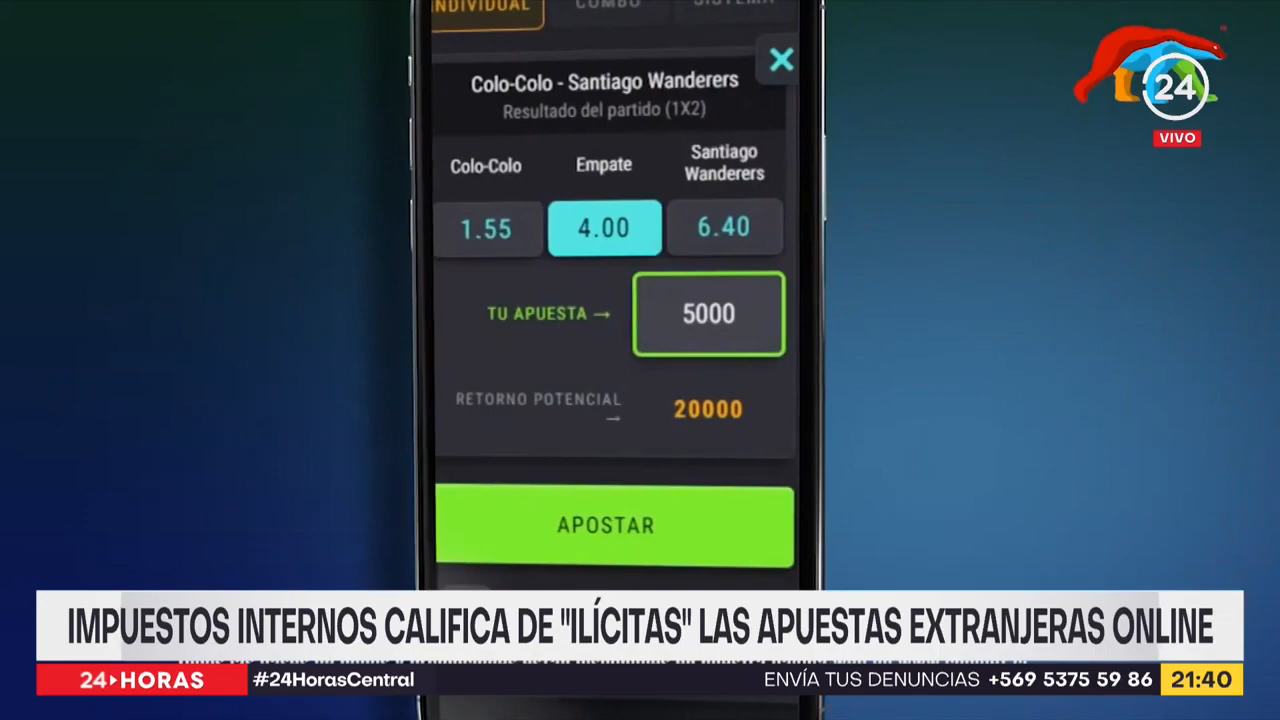 INDIVIDUAL COMBO SISTEMA
Colo-Colo - Santiago Wanderers
Resultado del partido (1X2)
Colo-Colo
Empate
Santiago
Wanderers
1.55
4.00
6.40
TU APUESTA →
5000
RETORNO POTENCIAL
→
20000
APOSTAR
24
VIVO
IMPUESTOS INTERNOS CALIFICA DE "ILÍCITAS" LAS APUESTAS EXTRANJERAS ONLINE
24 HORAS
#24HorasCentral
ENVÍA TUS DENUNCIAS +569 5375 59 86
21:40